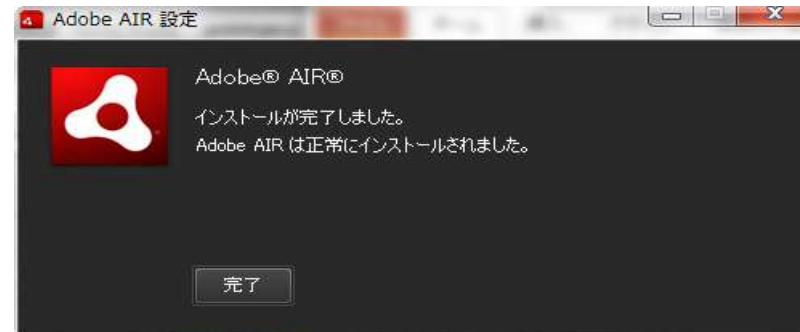 Adobe AIR 設定
Adobe® AIR®
インストールが完了しました。
Adobe AIR は正常にインストールされました。
完了